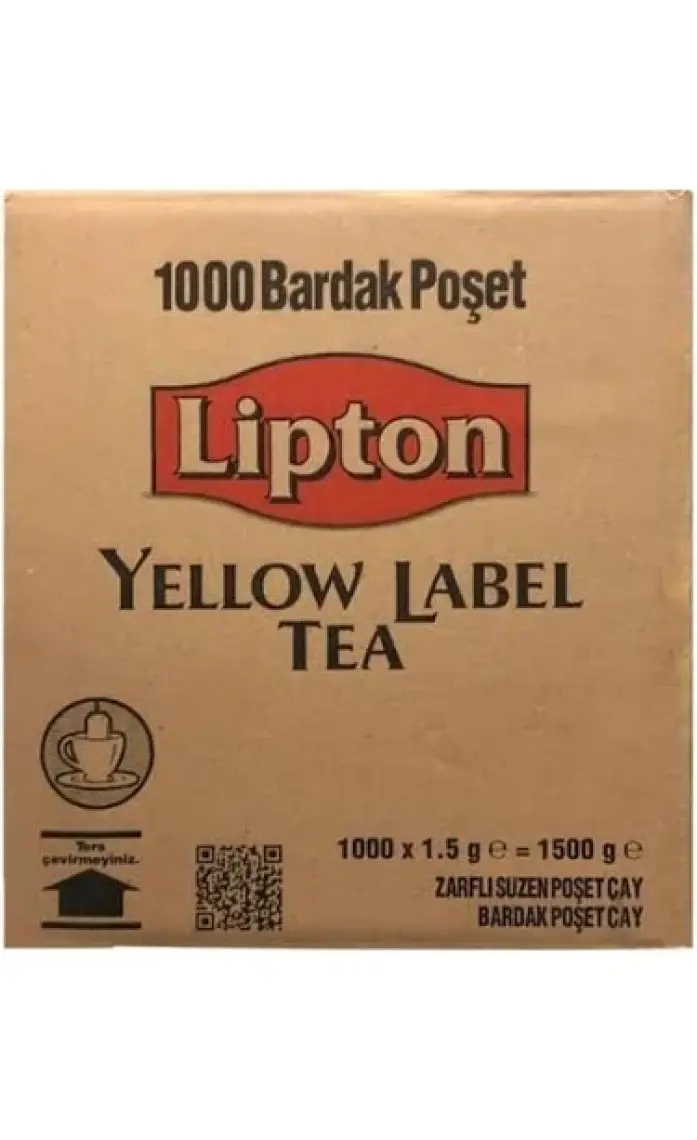 1000 Bardak Poşet
Lipton
YELLOW LABEL
TEA
Ters
çevirmeyiniz.
1000 x 1.5 g e = 1500 g e
ZARFLI SÜZEN POŞET ÇAY
BARDAK POŞET ÇAY